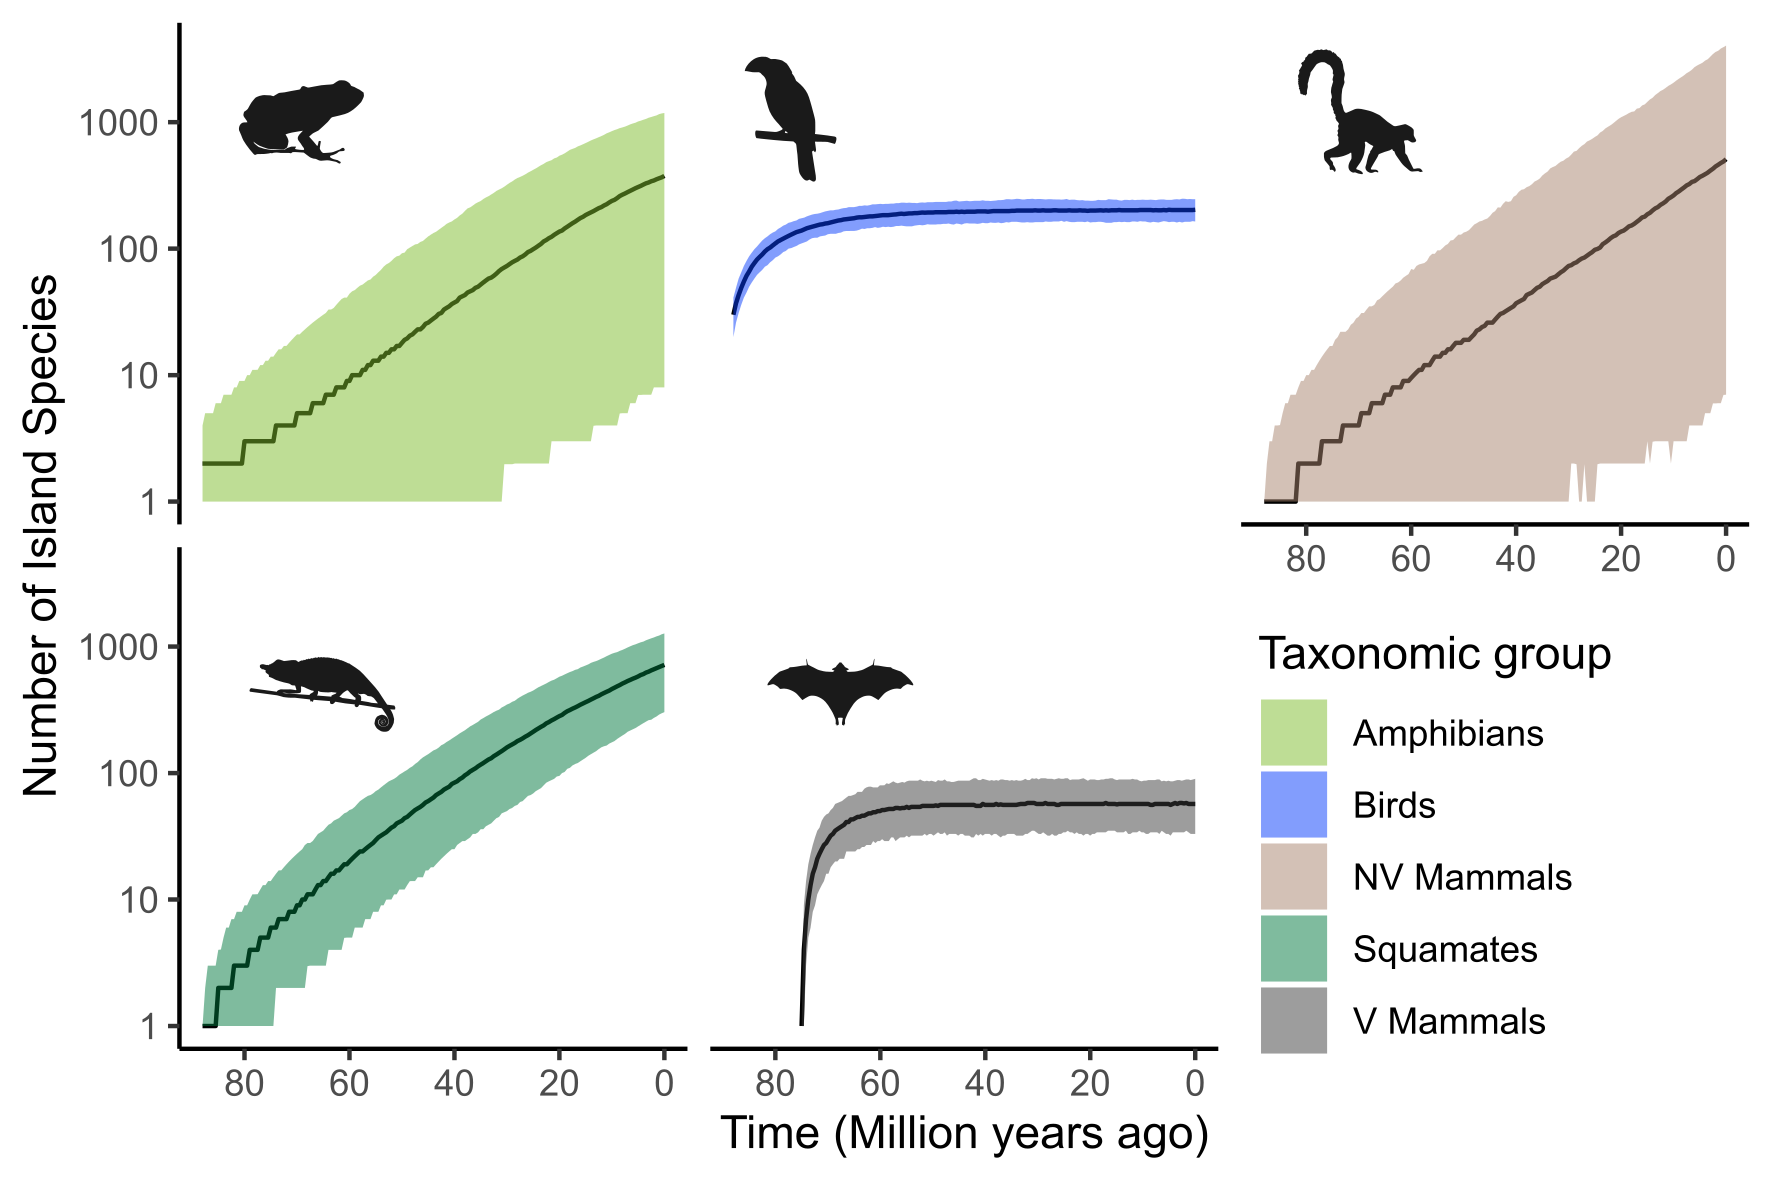 Number of Island Species
1000
100
10
1
80 60 40 20 0
1000
100
10
1
80 60 40 20 0
80 60 40 20 0
Time (Million years ago)
Taxonomic group
Amphibians
Birds
NV Mammals
Squamates
V Mammals